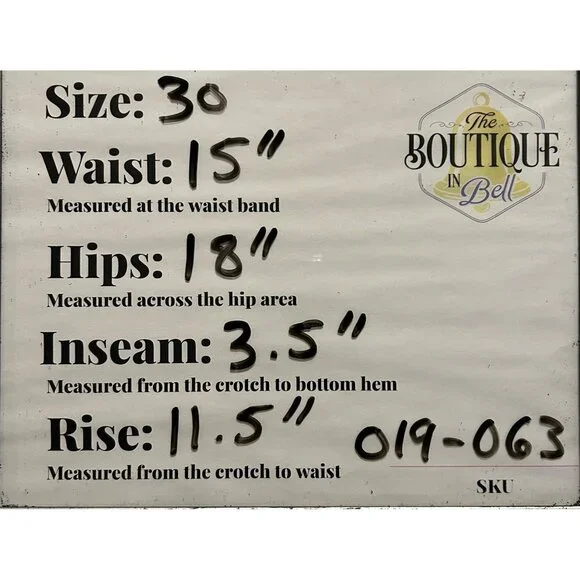 Size: 30
The
BOUTIQUE
IN
Bell
Waist: 15"
Measured at the waist band
Hips: 18"
Measured across the hip area
Inseam: 3.5"
Measured from the crotch to bottom hem
Rise: 11.5"
019-063
Measured from the crotch to waist
SKU